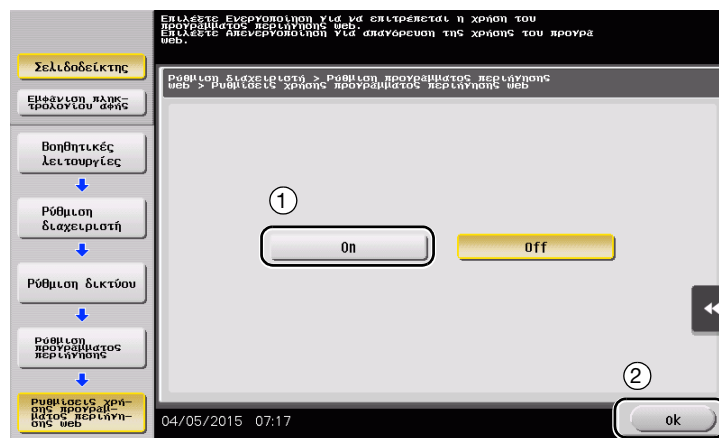 Επιλέξτε Ενεργοποίηση για να επιτρέπεται η χρήση του
προγράμματος περιήγησης web.
Επιλέξτε Απενεργοποίηση για απαγόρευση της χρήσης του προγρά
web.
Σελιδοδείκτης
Εμφάνιση πληκ-
τρολογίου αφής
Ρύθμιση διαχειριστή > Ρύθμιση προγράμματος περιήγησης
web > Ρυθμίσεις χρήσης προγράμματος περιήγησης web
Βοηθητικές
λειτουργίες
Ρύθμιση
διαχειριστή
Ρύθμιση δικτύου
Ρύθμιση
προγράμματος
περιήγησης
Ρυθμίσεις χρή-
σης προγράμ-
ματος περιήγη-
σης web
1
On
Off
2
04/05/2015 07:17
ok